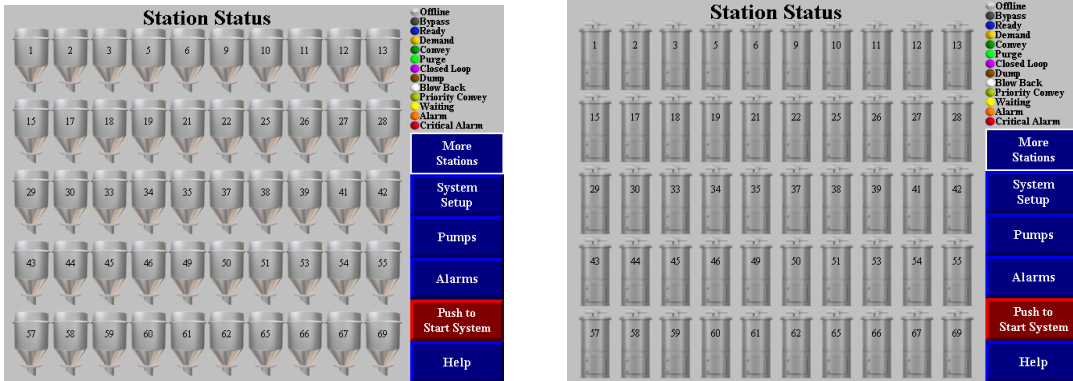 Station Status
1 2 3 5 6 9 10 11 12 13
15 17 18 19 21 22 25 26 27 28
29 30 33 34 35 37 38 39 41 42
43 44 45 46 49 50 51 53 54 55
57 58 59 60 61 62 65 66 67 69
Offline
Bypass
Ready
Demand
Convey
Purge
Closed Loop
Dump
Blow Back
Priority Convey
Waiting
Alarm
Critical Alarm
More
Stations
System
Setup
Pumps
Alarms
Push to
Start System
Help
Station Status
1 2 3 5 6 9 10 11 12 13
15 17 18 19 21 22 25 26 27 28
29 30 33 34 35 37 38 39 41 42
43 44 45 46 49 50 51 53 54 55
57 58 59 60 61 62 65 66 67 69
Offline
Bypass
Ready
Demand
Convey
Purge
Closed Loop
Dump
Blow Back
Priority Convey
Waiting
Alarm
Critical Alarm
More
Stations
System
Setup
Pumps
Alarms
Push to
Start System
Help